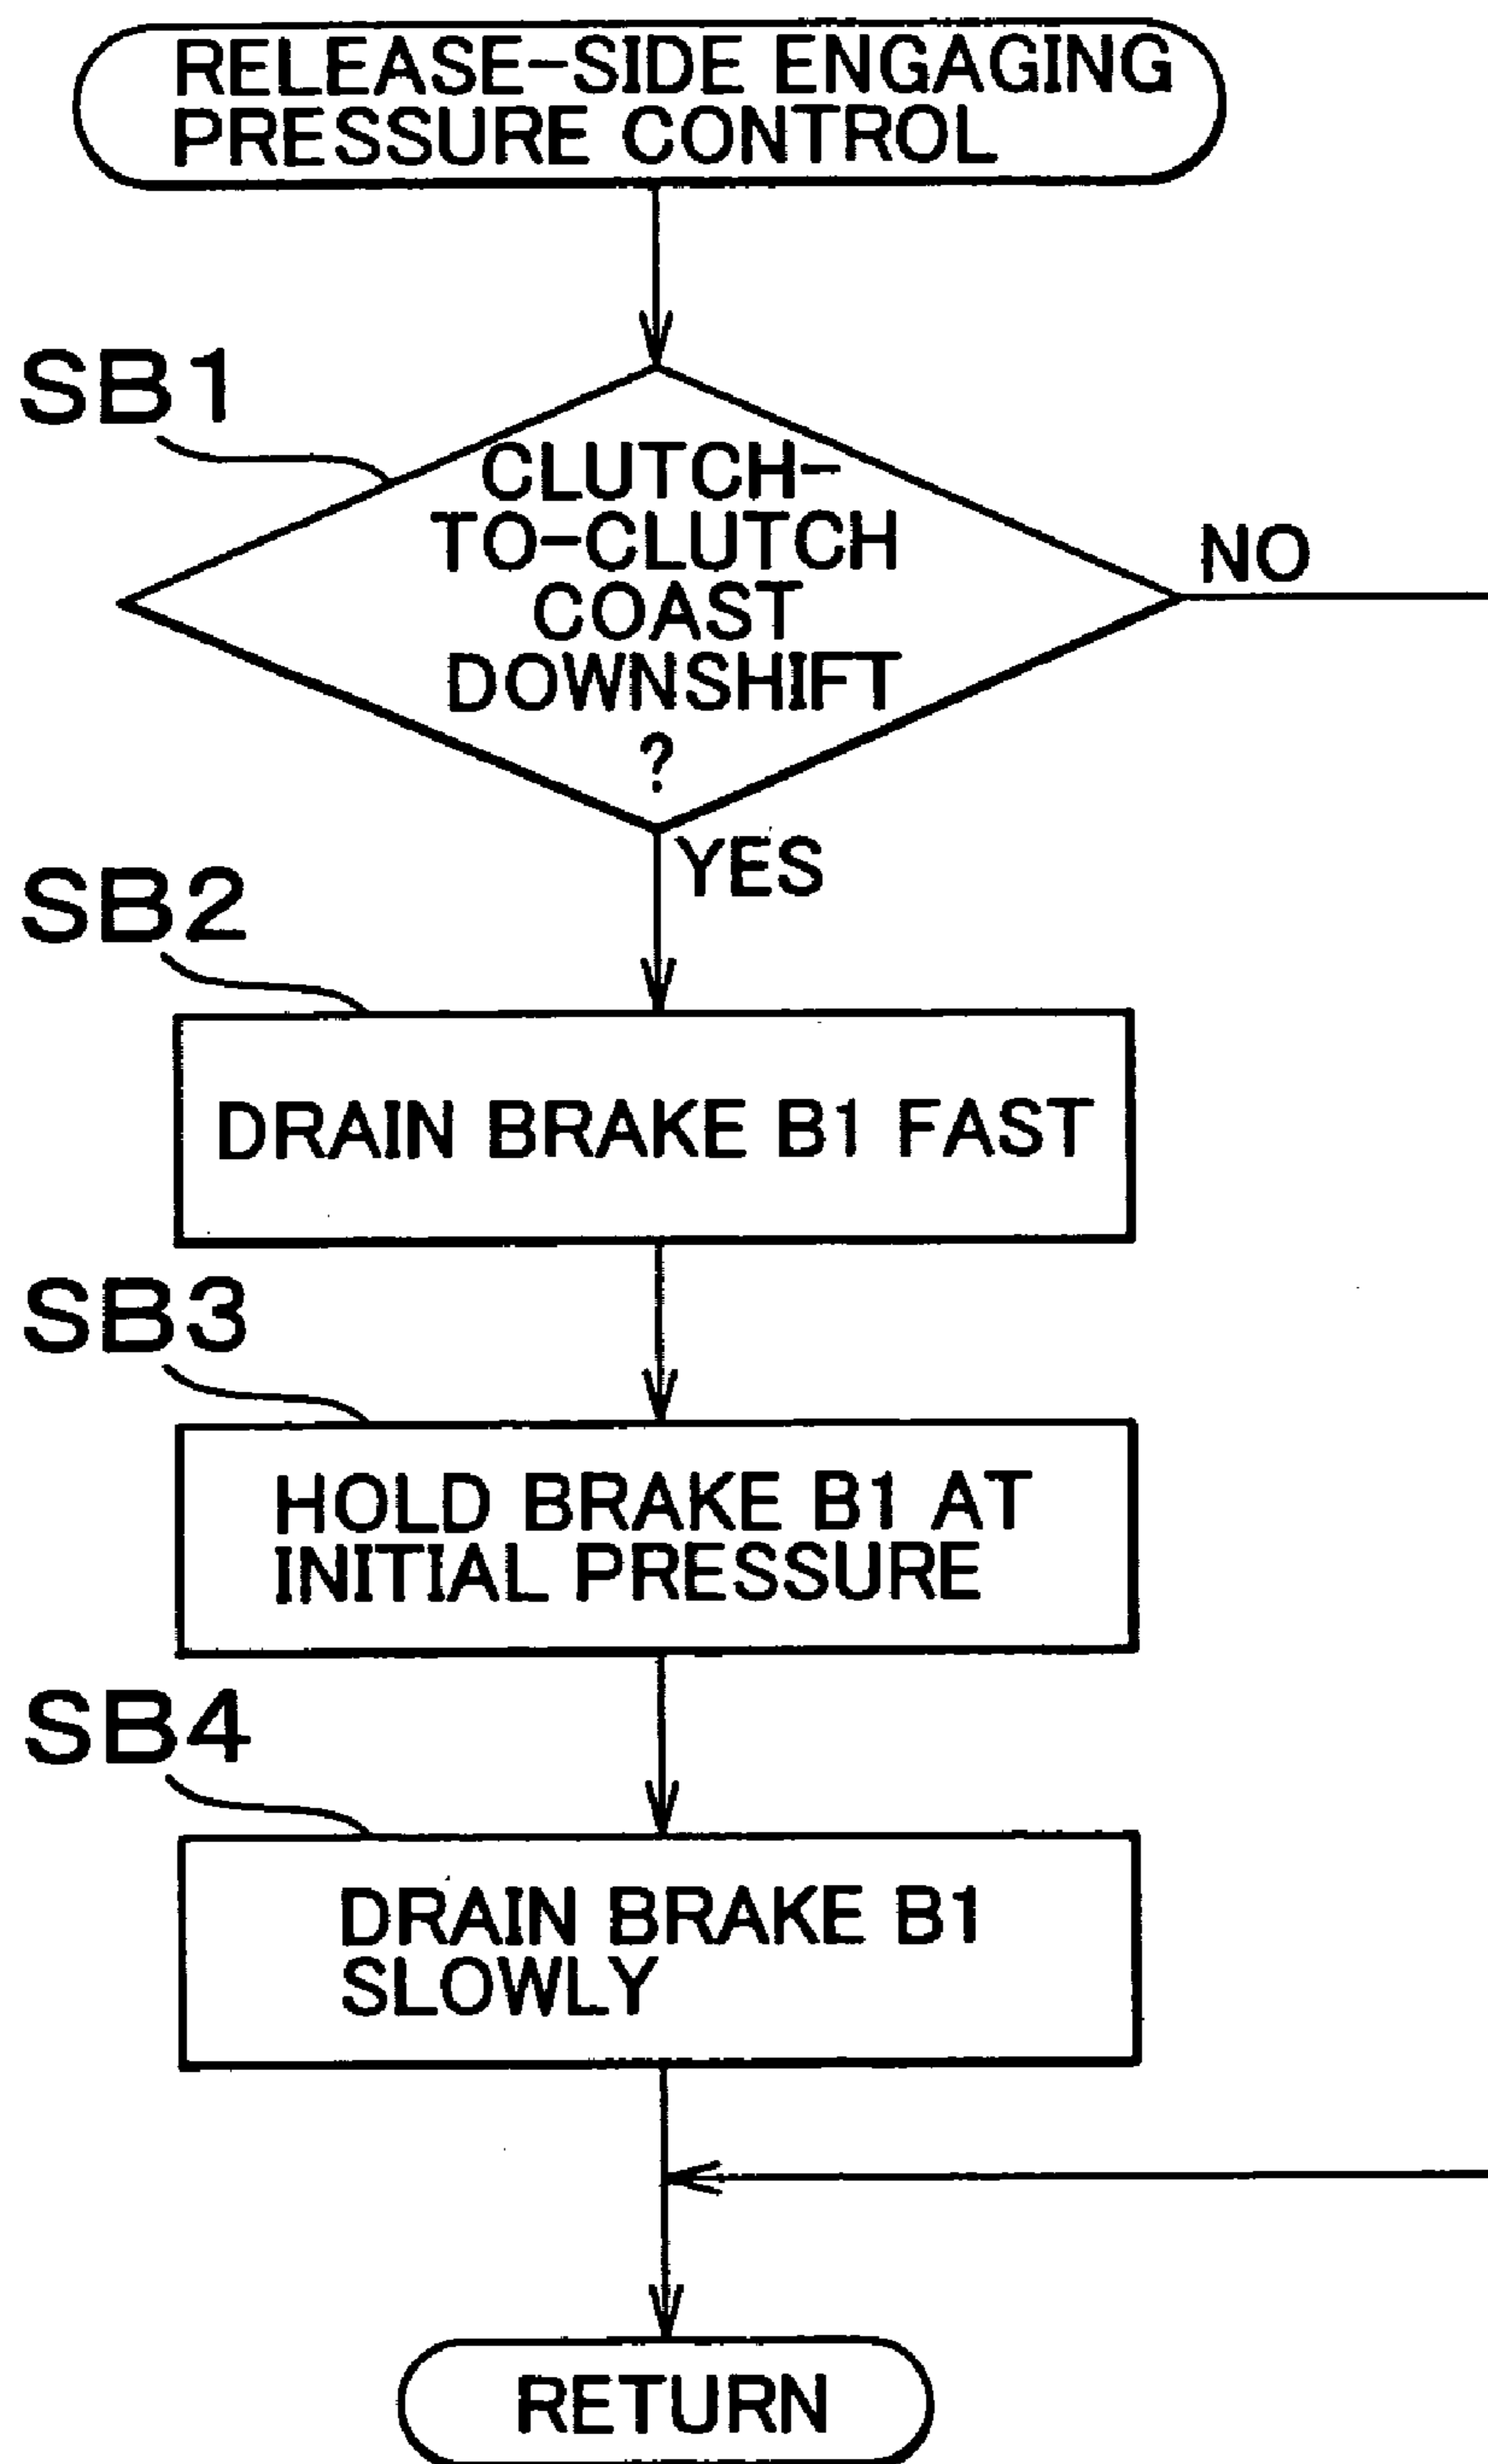 RELEASE-SIDE ENGAGING
PRESSURE CONTROL
SB1
CLUTCH-
TO-CLUTCH
COAST
DOWNSHIFT
?
NO
YES
SB2
DRAIN BRAKE B1 FAST
SB3
HOLD BRAKE B1 AT
INITIAL PRESSURE
SB4
DRAIN BRAKE B1
SLOWLY
RETURN